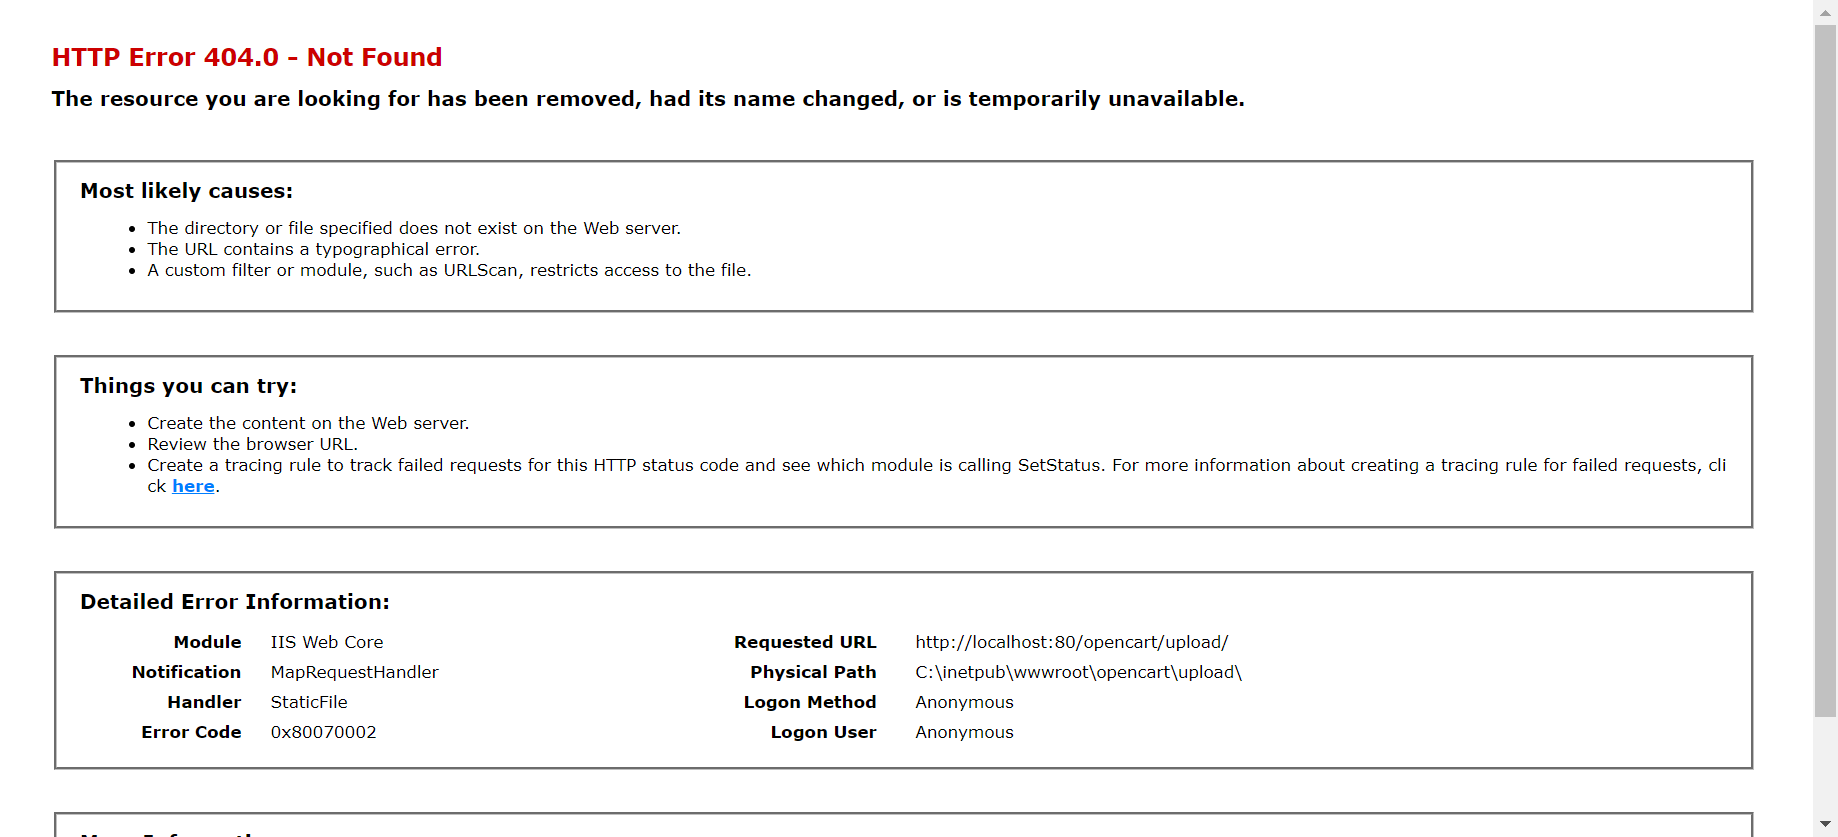 HTTP Error 404.0 - Not Found
The resource you are looking for has been removed, had its name changed, or is temporarily unavailable.
Most likely causes:
• The directory or file specified does not exist on the Web server.
• The URL contains a typographical error.
• A custom filter or module, such as URLScan, restricts access to the file.
Things you can try:
• Create the content on the Web server.
• Review the browser URL.
• Create a tracing rule to track failed requests for this HTTP status code and see which module is calling SetStatus. For more information about creating a tracing rule for failed requests, cli
ck here.
Detailed Error Information:
Module IIS Web Core Requested URL http://localhost:80/opencart/upload/
Notification MapRequestHandler Physical Path C:\inetpub\wwwroot\opencart\upload\
Handler StaticFile Logon Method Anonymous
Error Code 0x80070002 Logon User Anonymous